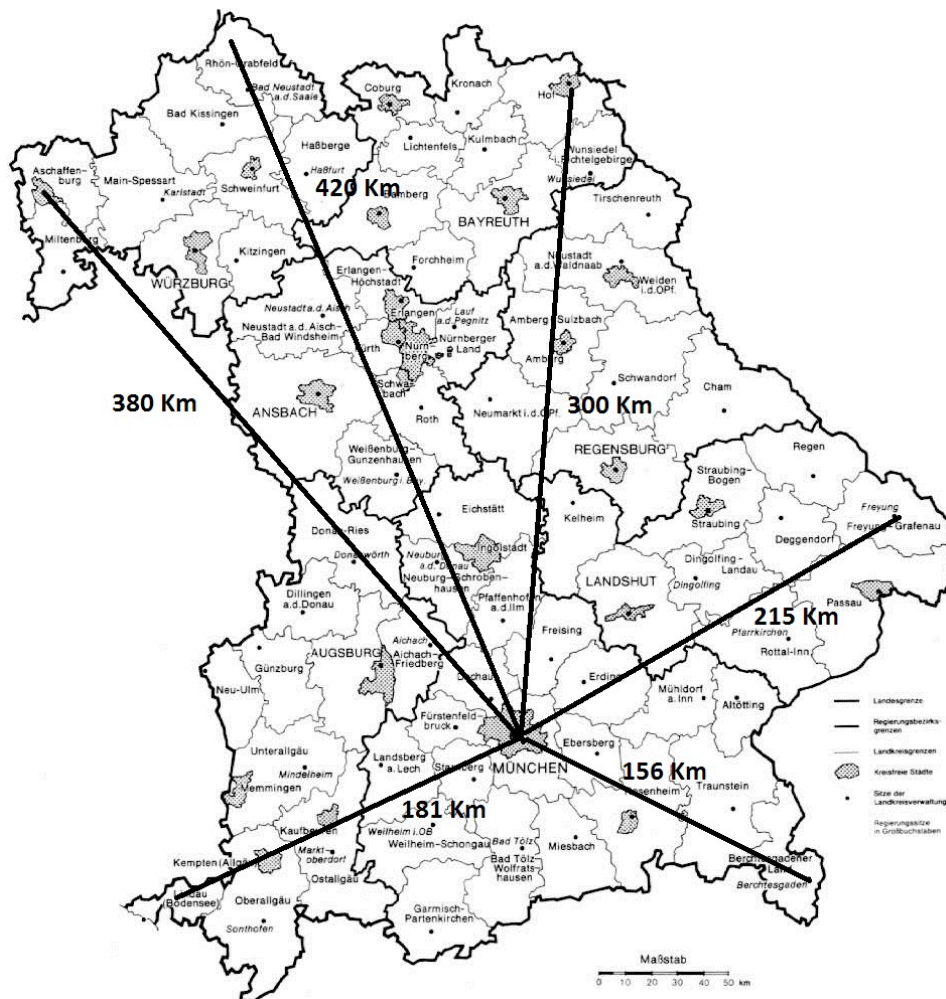 Rhön-Grabfeld
Bad Neustadt
a.d. Saale
Bad Kissingen
Coburg
Kronach
Hof
Lichtenfels
Kulmbach
Wunsiedel
i. Fichtelgebirge
Wunsiedel
Haßberge
Haßfurt
Aschaffen-
burg
Main-Spessart
Karlstadt
Schweinfurt
420 Km
Bamberg
BAYREUTH
Tirschenreuth
Miltenberg
Kitzingen
WÜRZBURG
Forchheim
Neustadt
a.d. Waldnaab
Weiden
i.d.OPf.
Erlangen-
Höchstadt
Erlangen
Neustadt a.d. Aisch
Neustadt a.d. Aisch-
Bad Windsheim
Lauf
a.d. Pegnitz
Nürnberger
Land
Fürth
Nürn-
berg
Amberg-Sulzbach
Amberg
Schwa-
bach
Schwandorf
Cham
380 Km
ANSBACH
Roth
Neumarkt i.d.OPf.
300 Km
Weißenburg-
Gunzenhausen
Weißenburg i. Bay.
REGENSBURG
Regen
Straubing-
Bogen
Straubing
Eichstätt
Kelheim
Freyung
Freyung-Grafenau
Deggendorf
Donau-Ries
Donauwörth
Ingolstadt
Neuburg
a.d. Donau
Neuburg-Schroben-
hausen
Dingolfing-
Landau
Dingolfing
LANDSHUT
Passau
Dillingen
a.d. Donau
Pfaffenhofen
a.d. Ilm
215 Km
Pfarrkirchen
Rottal-Inn
Freising
Aichach
Aichach-
Friedberg
AUGSBURG
Günzburg
Neu-Ulm
Dachau
Erding
Mühldorf
a. Inn
Altötting
Fürstenfeld-
bruck
Ebersberg
MÜNCHEN
Landsberg
a. Lech
Starnberg
Unterallgäu
Mindelheim
Memmingen
156 Km
Rosenheim
Traunstein
181 Km
Kaufbeuren
Weilheim i. OB
Weilheim-Schongau
Bad Tölz
Bad Tölz
Wolfrats-
hausen
Miesbach
Markt-
oberdorf
Ostallgäu
Kempten (Allgäu)
Berchtesgadener
Land
Berchtesgaden
(Bodensee)
Oberallgäu
Sonthofen
Garmisch-
Partenkirchen
Landesgrenze
Regierungsbezirks-
grenzen
Landkreisgrenzen
Kreisfreie Städte
Sitze der
Landkreisverwaltung
Regierungssitze
in Großbuchstaben
Maßstab
0 10 20 30 40 50 km